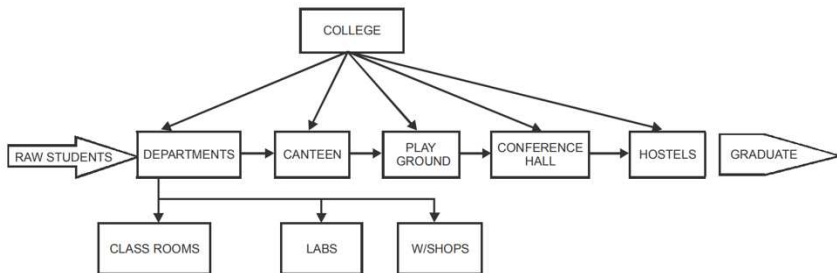 COLLEGE
RAW STUDENTS
DEPARTMENTS
CANTEEN
PLAY
GROUND
CONFERENCE
HALL
HOSTELS
GRADUATE
CLASS ROOMS
LABS
W/SHOPS